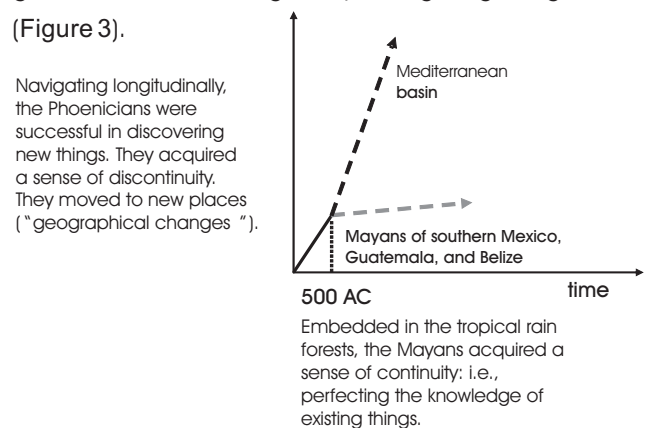 (Figure 3).
Navigating longitudinally,
the Phoenicians were
successful in discovering
new things. They acquired
a sense of discontinuity.
They moved to new places
("geographical changes ").
Mediterranean
basin
Mayans of southern Mexico,
Guatemala, and Belize
500 AC
time
Embedded in the tropical rain
forests, the Mayans acquired a
sense of continuity: i.e.,
perfecting the knowledge of
existing things.